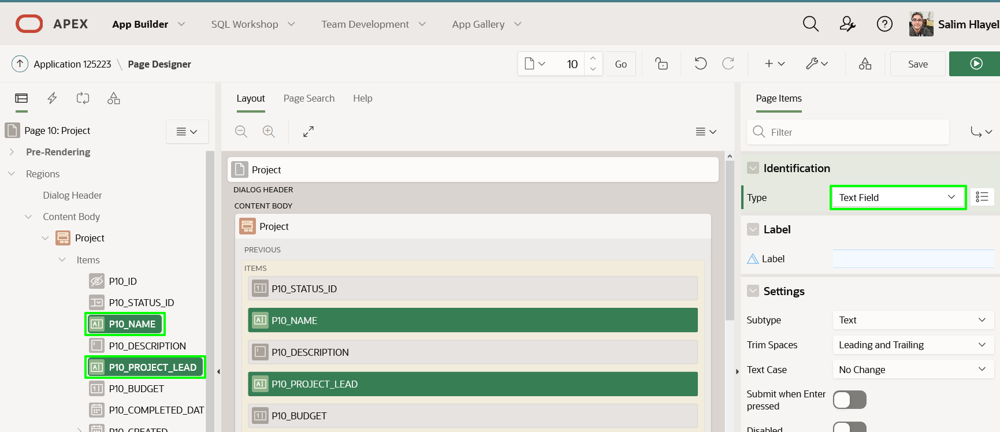 APEX App Builder SQL Workshop Team Development App Gallery Salim Hlayel
Application 125223 \ Page Designer 10 Go Save
Layout Page Search Help
Page Items
Page 10: Project
Pre-Rendering
Regions
Dialog Header
Content Body
Project
Items
P10_ID
P10_STATUS_ID
P10_NAME
P10_DESCRIPTION
P10_PROJECT_LEAD
P10_BUDGET
P10_COMPLETED_DAT
P10_CREATED
Project
DIALOG HEADER
CONTENT BODY
Project
PREVIOUS
ITEMS
P10_STATUS_ID
P10_NAME
P10_DESCRIPTION
P10_PROJECT_LEAD
P10_BUDGET
Filter
Identification
Type Text Field
Label
Label
Settings
Subtype Text
Trim Spaces Leading and Trailing
Text Case No Change
Submit when Enter
pressed
Disabled